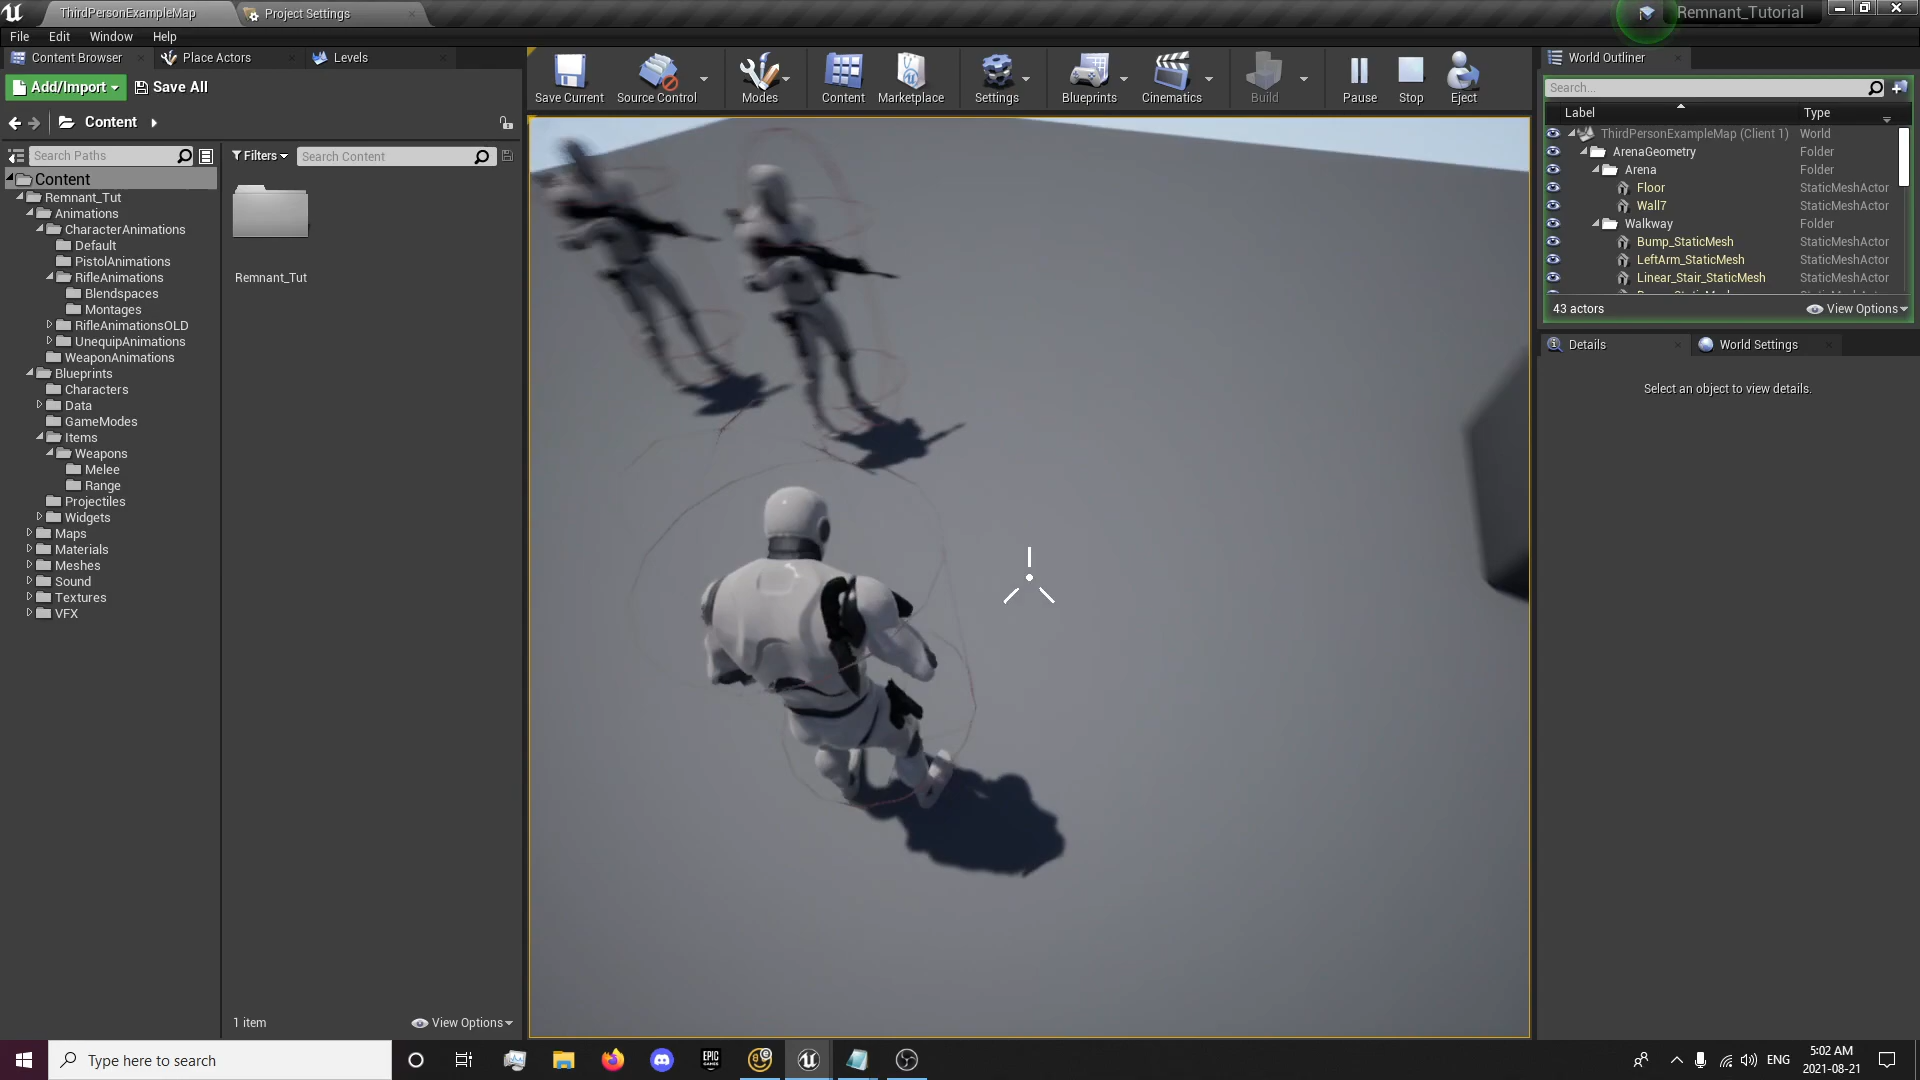 ThirdPersonExampleMap
Project Settings
Remnant_Tutorial
File Edit Window Help
Content Browser
Place Actors
Levels
Add/Import
Save All
Content
Search Paths
Filters
Search Content
Content
Remnant_Tut
Animations
CharacterAnimations
Default
PistolAnimations
RifleAnimations
Blendspaces
Montages
RifleAnimationsOLD
UnequipAnimations
WeaponAnimations
Blueprints
Characters
Data
GameModes
Items
Weapons
Melee
Range
Projectiles
Widgets
Maps
Materials
Meshes
Sound
Textures
VFX
Remnant_Tut
1 item
View Options
Save Current
Source Control
Modes
Content
Marketplace
Settings
Blueprints
Cinematics
Build
Pause
Stop
Eject
World Outliner
Search...
Label Type
ThirdPersonExampleMap (Client 1) World
ArenaGeometry Folder
Arena Folder
Floor StaticMeshActor
Wall7 StaticMeshActor
Walkway Folder
Bump_StaticMesh StaticMeshActor
LeftArm_StaticMesh StaticMeshActor
Linear_Stair_StaticMesh StaticMeshActor
43 actors
View Options
Details
World Settings
Select an object to view details.
Type here to search
EPIC GAMES
ENG
5:02 AM
2021-08-21